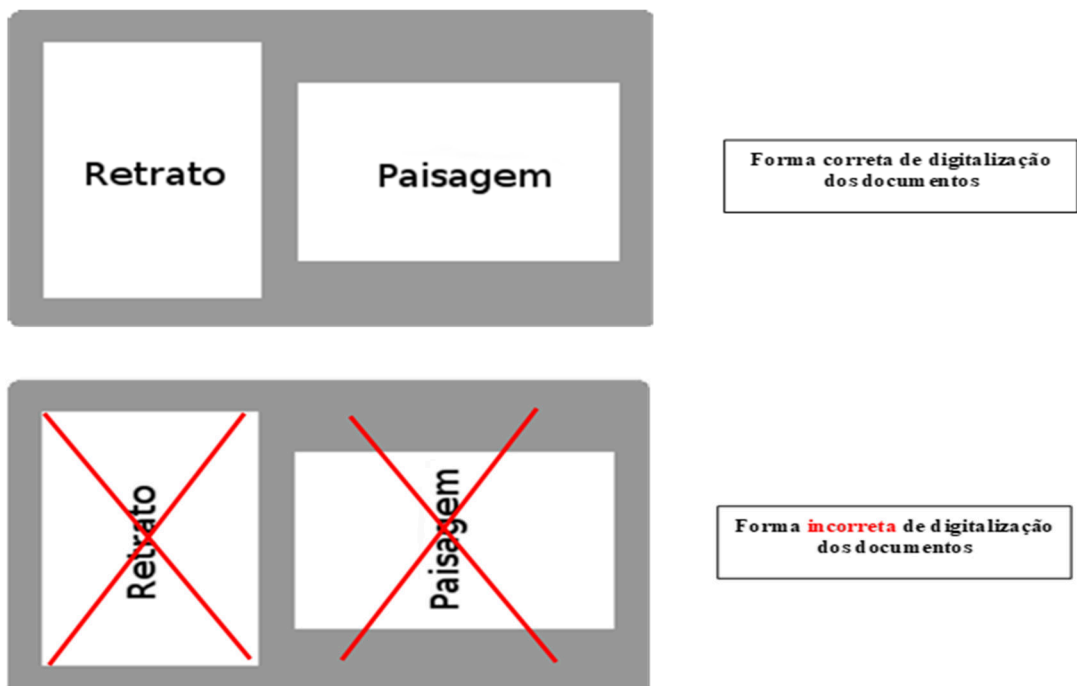 Retrato
Paisagem
Forma correta de digitalização
dos documentos
Retrato
Paisagem
Forma incorreta de digitalização
dos documentos